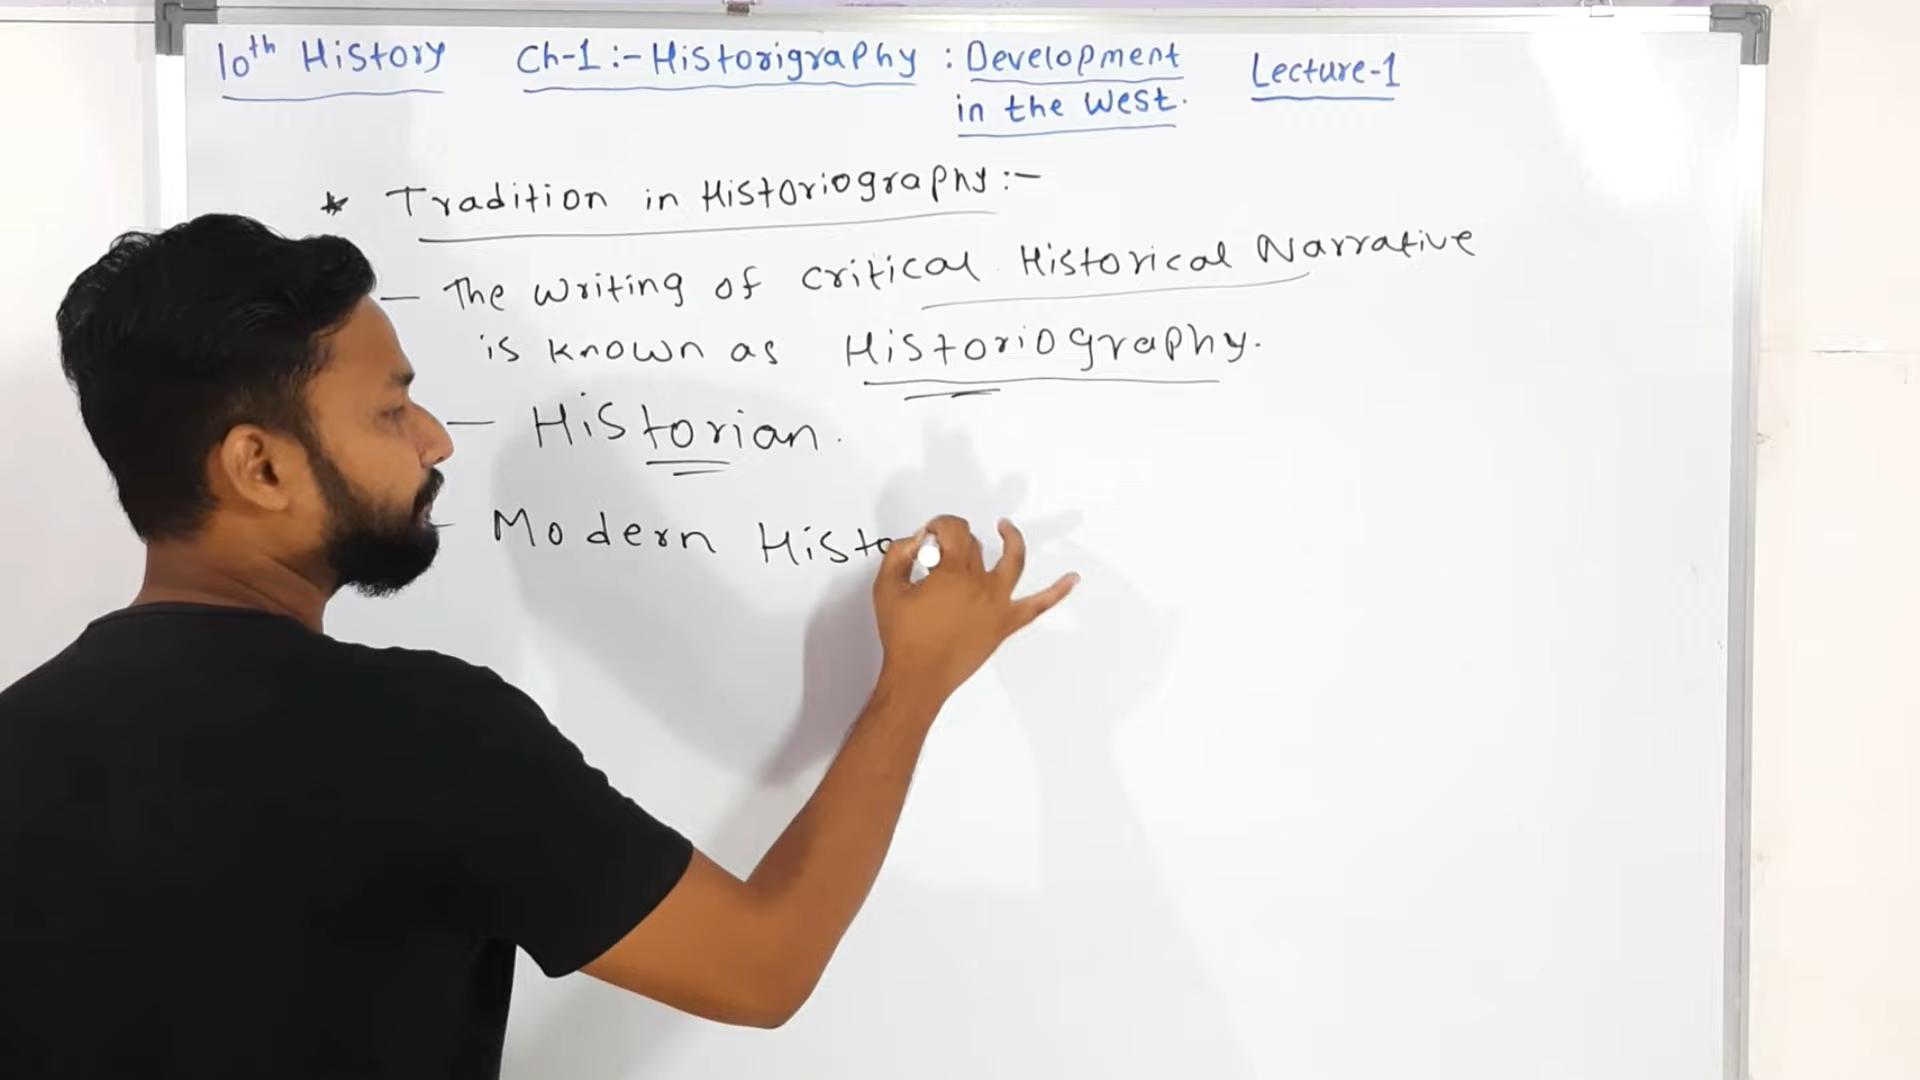 10th History Ch-1:- Historigraphy : Development Lecture-1
in the West.
* Tradition in Historiography:-
— The writing of critical Historical Narrative
is known as Historiography.
— Historian.
- Modern Histo